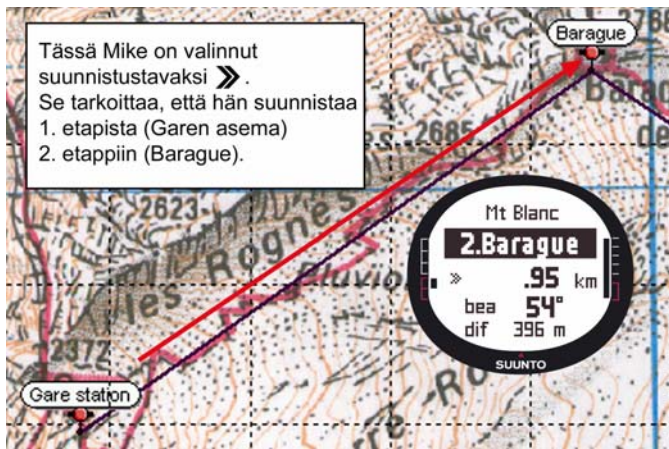 Tässä Mike on valinnut
suunnistustavaksi ».
Se tarkoittaa, että hän suunnistaa
1. etapista (Garen asema)
2. etappiin (Barague).
Barague
2685
2623
les Rognes
2372
Gare station
Mt Blanc
2.Barague
» .95 km
bea 54°
dif 396 m
SUUNTO